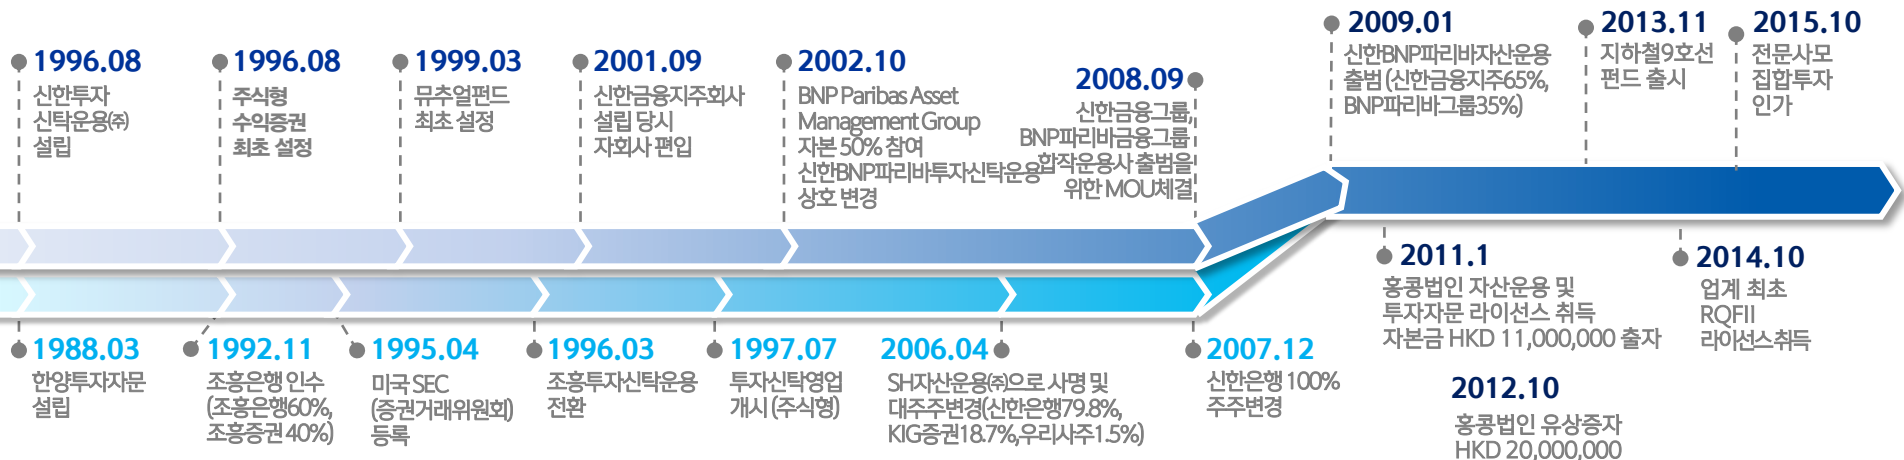 1996.08
신한투자
신탁운용㈜
설립
1996.08
주식형
수익증권
최초 설정
1999.03
뮤추얼펀드
최초 설정
2001.09
신한금융지주회사
설립 당시
자회사 편입
2002.10
BNP Paribas Asset
Management Group
자본 50% 참여
신한BNP파리바투자신탁운용
상호 변경
2008.09
신한금융그룹,
BNP파리바금융그룹
합작운용사 출범을
위한 MOU체결
2009.01
신한BNP파리바자산운용
출범 (신한금융지주65%,
BNP파리바그룹35%)
2013.11
지하철9호선
펀드 출시
2015.10
전문사모
집합투자
인가
1988.03
한양투자자문
설립
1992.11
조흥은행 인수
(조흥은행60%,
조흥증권 40%)
1995.04
미국 SEC
(증권거래위원회)
등록
1996.03
조흥투자신탁운용
전환
1997.07
투자신탁영업
개시 (주식형)
2006.04
SH자산운용㈜으로 사명 및
대주주변경(신한은행79.8%,
KIG증권18.7%,우리사주1.5%)
2007.12
신한은행 100%
주주변경
2011.1
홍콩법인 자산운용 및
투자자문 라이선스 취득
자본금 HKD 11,000,000 출자
2012.10
홍콩법인 유상증자
HKD 20,000,000
2014.10
업계 최초
RQFII
라이선스취득